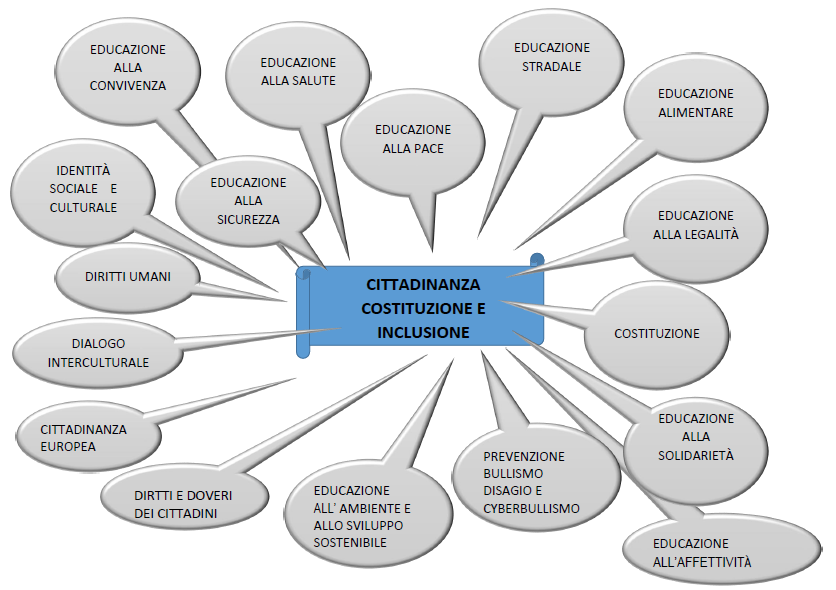 EDUCAZIONE
ALLA
CONVIVENZA
EDUCAZIONE
ALLA SALUTE
EDUCAZIONE
ALLA PACE
EDUCAZIONE
STRADALE
EDUCAZIONE
ALIMENTARE
IDENTITÀ
SOCIALE E
CULTURALE
EDUCAZIONE
ALLA
SICUREZZA
EDUCAZIONE
ALLA LEGALITÀ
DIRITTI UMANI
CITTADINANZA
COSTITUZIONE E
INCLUSIONE
COSTITUZIONE
DIALOGO
INTERCULTURALE
CITTADINANZA
EUROPEA
EDUCAZIONE
ALLA
SOLIDARIETÀ
DIRTTI E DOVERI
DEI CITTADINI
EDUCAZIONE
ALL' AMBIENTE E
ALLO SVILUPPO
SOSTENIBILE
PREVENZIONE
BULLISMO
DISAGIO E
CYBERBULLISMO
EDUCAZIONE
ALL'AFFETTIVITÀ